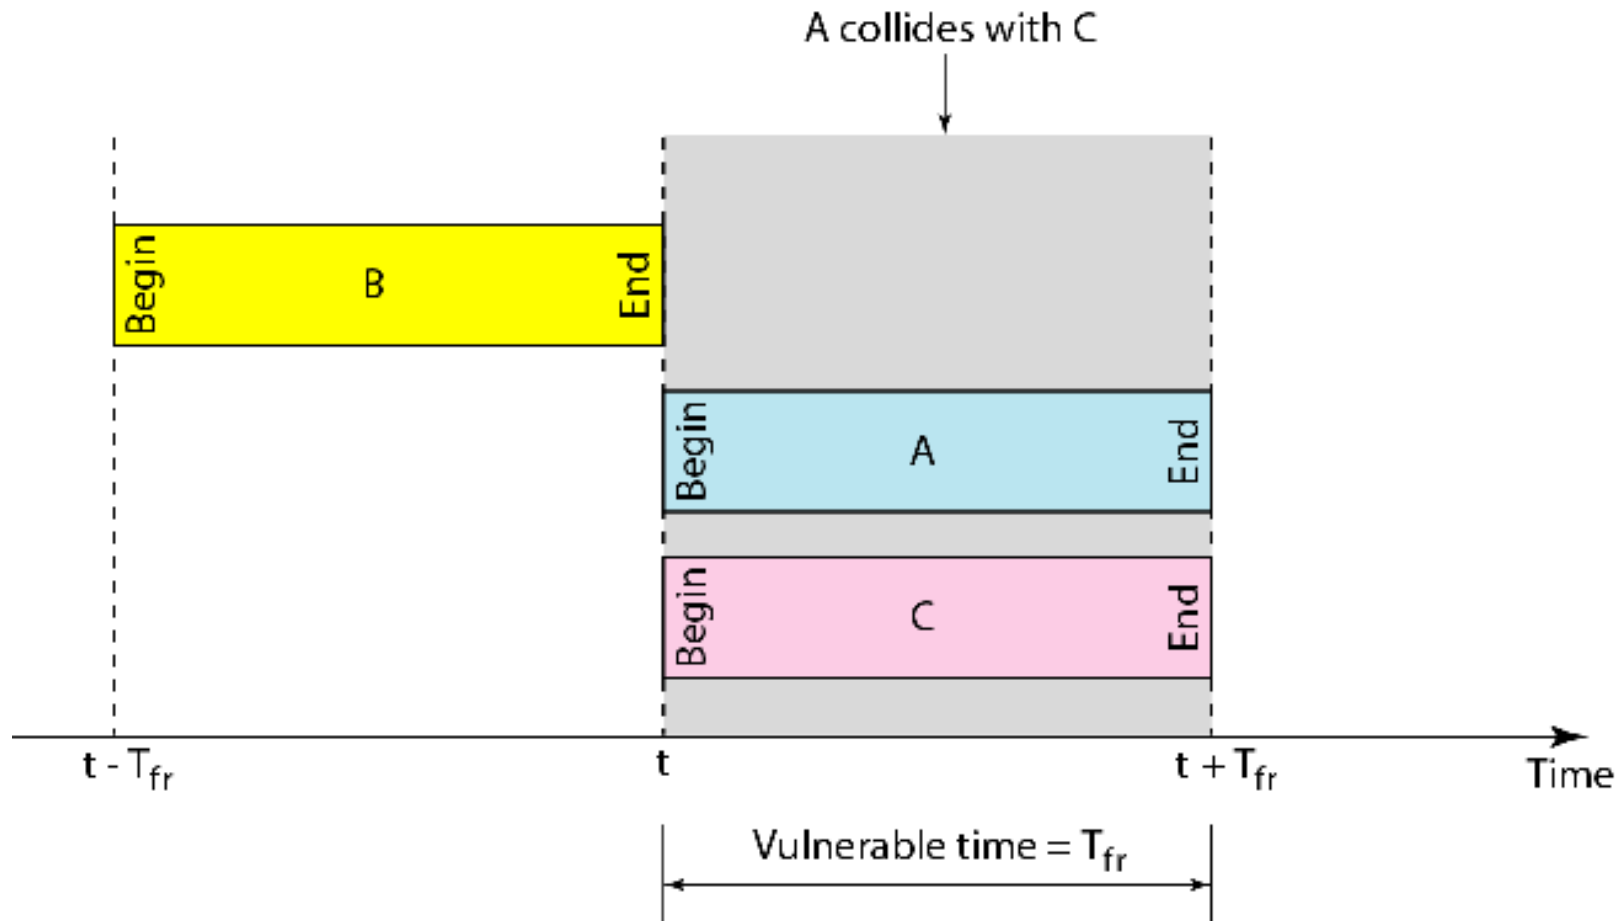 A collides with C
Begin B End
Begin A End
Begin C End
t - Tfr t t + Tfr
Time
Vulnerable time = Tfr